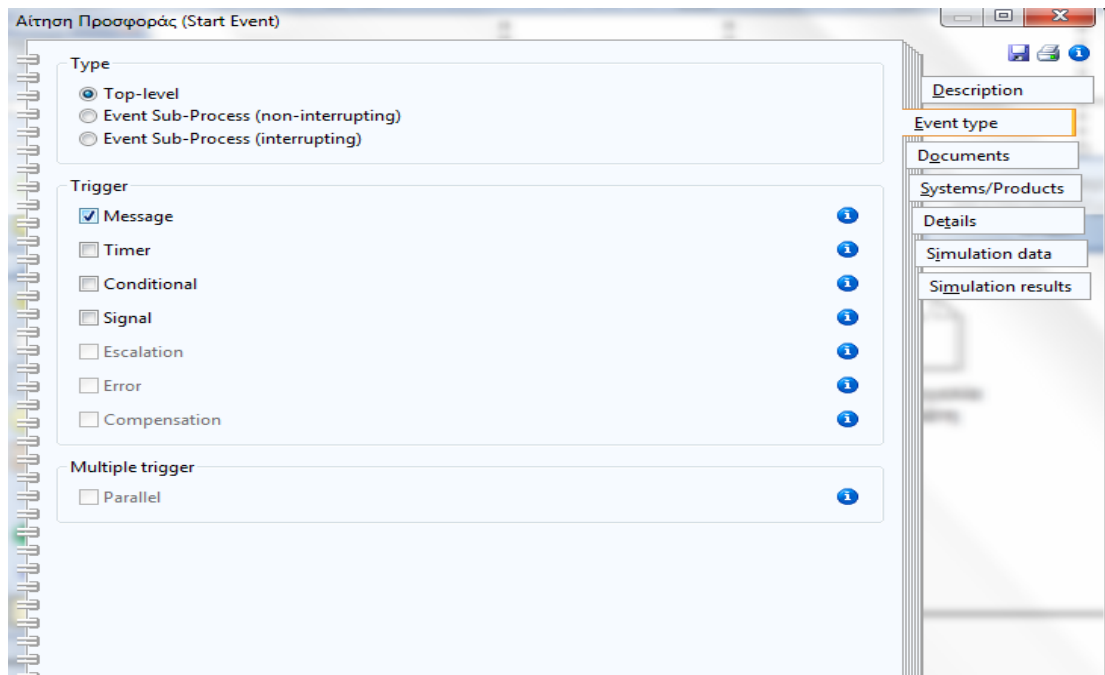 Αίτηση Προσφοράς (Start Event)
Type
Top-level
Event Sub-Process (non-interrupting)
Event Sub-Process (interrupting)
Trigger
Message
Timer
Conditional
Signal
Escalation
Error
Compensation
Multiple trigger
Parallel
Description
Event type
Documents
Systems/Products
Details
Simulation data
Simulation results